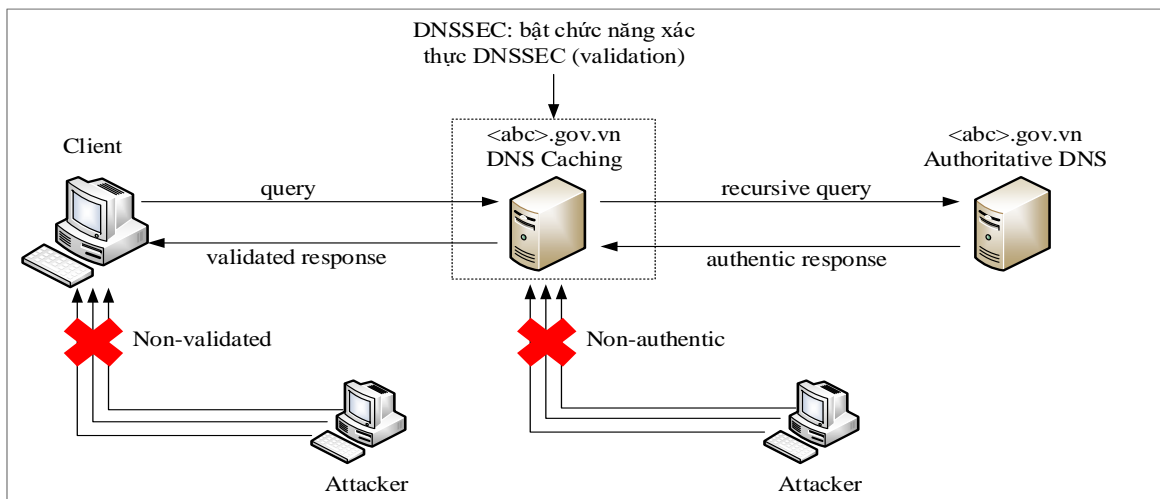 DNSSEC: bật chức năng xác
thực DNSSEC (validation)
<abc>.gov.vn
DNS Caching
<abc>.gov.vn
Authoritative DNS
Client
query
recursive query
validated response
authentic response
Non-validated
Non-authentic
Attacker
Attacker